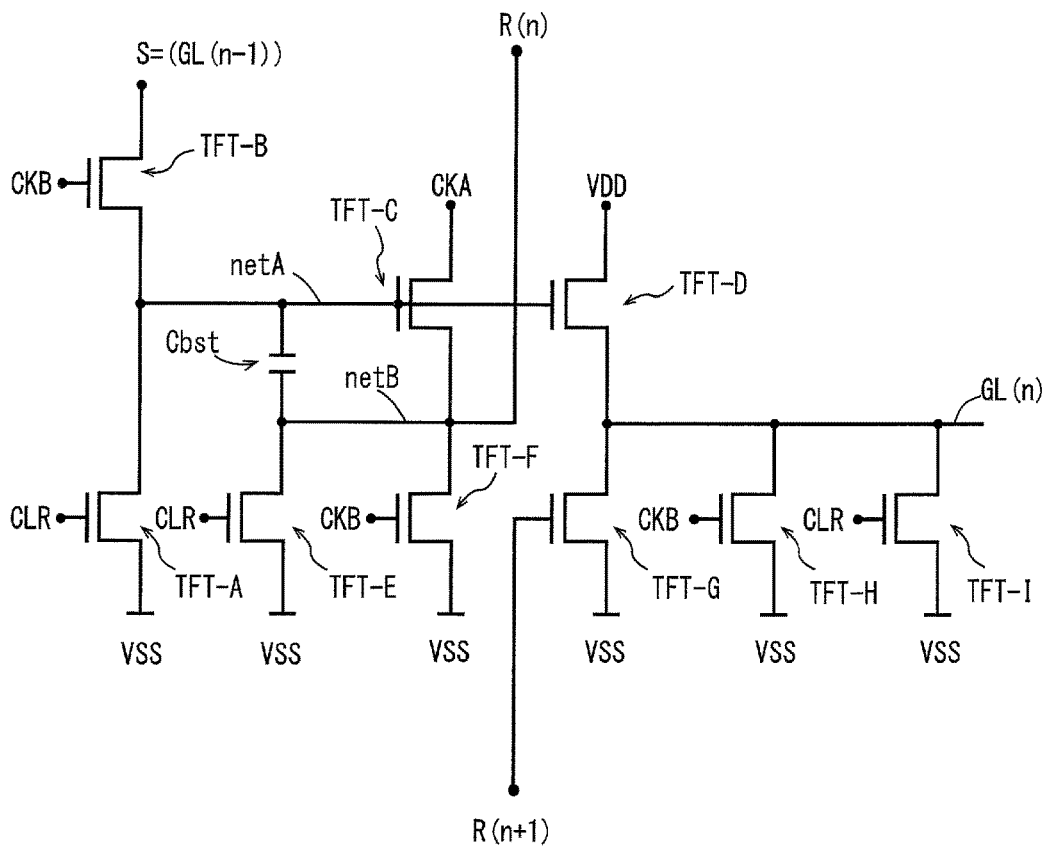 R(n)
S=(GL(n-1))
TFT-B
CKB
CKA
VDD
TFT-C
netA
TFT-D
Cbst
netB
GL(n)
TFT-F
CLR
CLR
CKB
CKB
CLR
TFT-A
TFT-E
TFT-G
TFT-H
TFT-I
VSS
VSS
VSS
VSS
VSS
VSS
R(n+1)